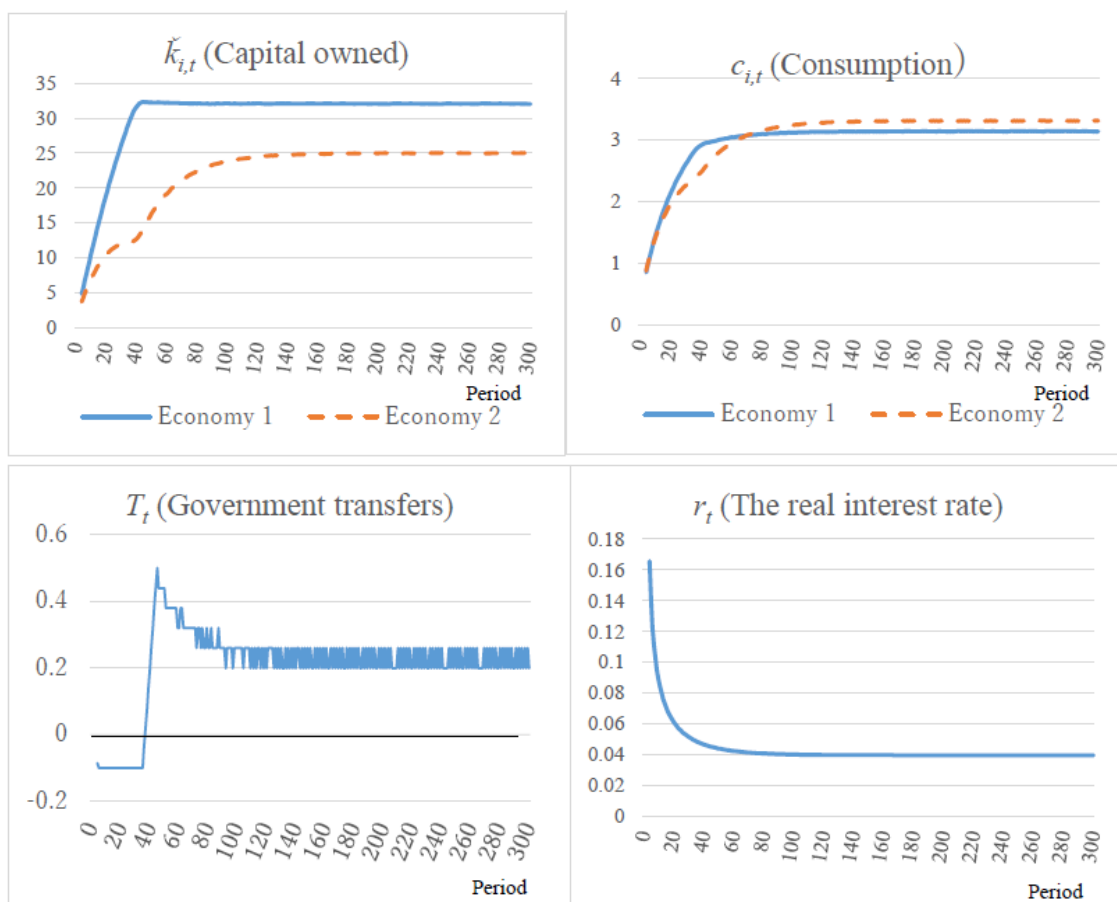 ǩi,t (Capital owned)
35
30
25
20
15
10
5
0
0 20 40 60 80 100 120 140 160 180 200 220 240 260 280 300
Period
Economy 1 Economy 2
ci,t (Consumption)
4
3
2
1
0
0 20 40 60 80 100 120 140 160 180 200 220 240 260 280 300
Period
Economy 1 Economy 2
Tt (Government transfers)
0.6
0.4
0.2
0
-0.2
0 20 40 60 80 100 120 140 160 180 200 220 240 260 280 300
Period
rt (The real interest rate)
0.18
0.16
0.14
0.12
0.1
0.08
0.06
0.04
0.02
0
0 20 40 60 80 100 120 140 160 180 200 220 240 260 280 300
Period